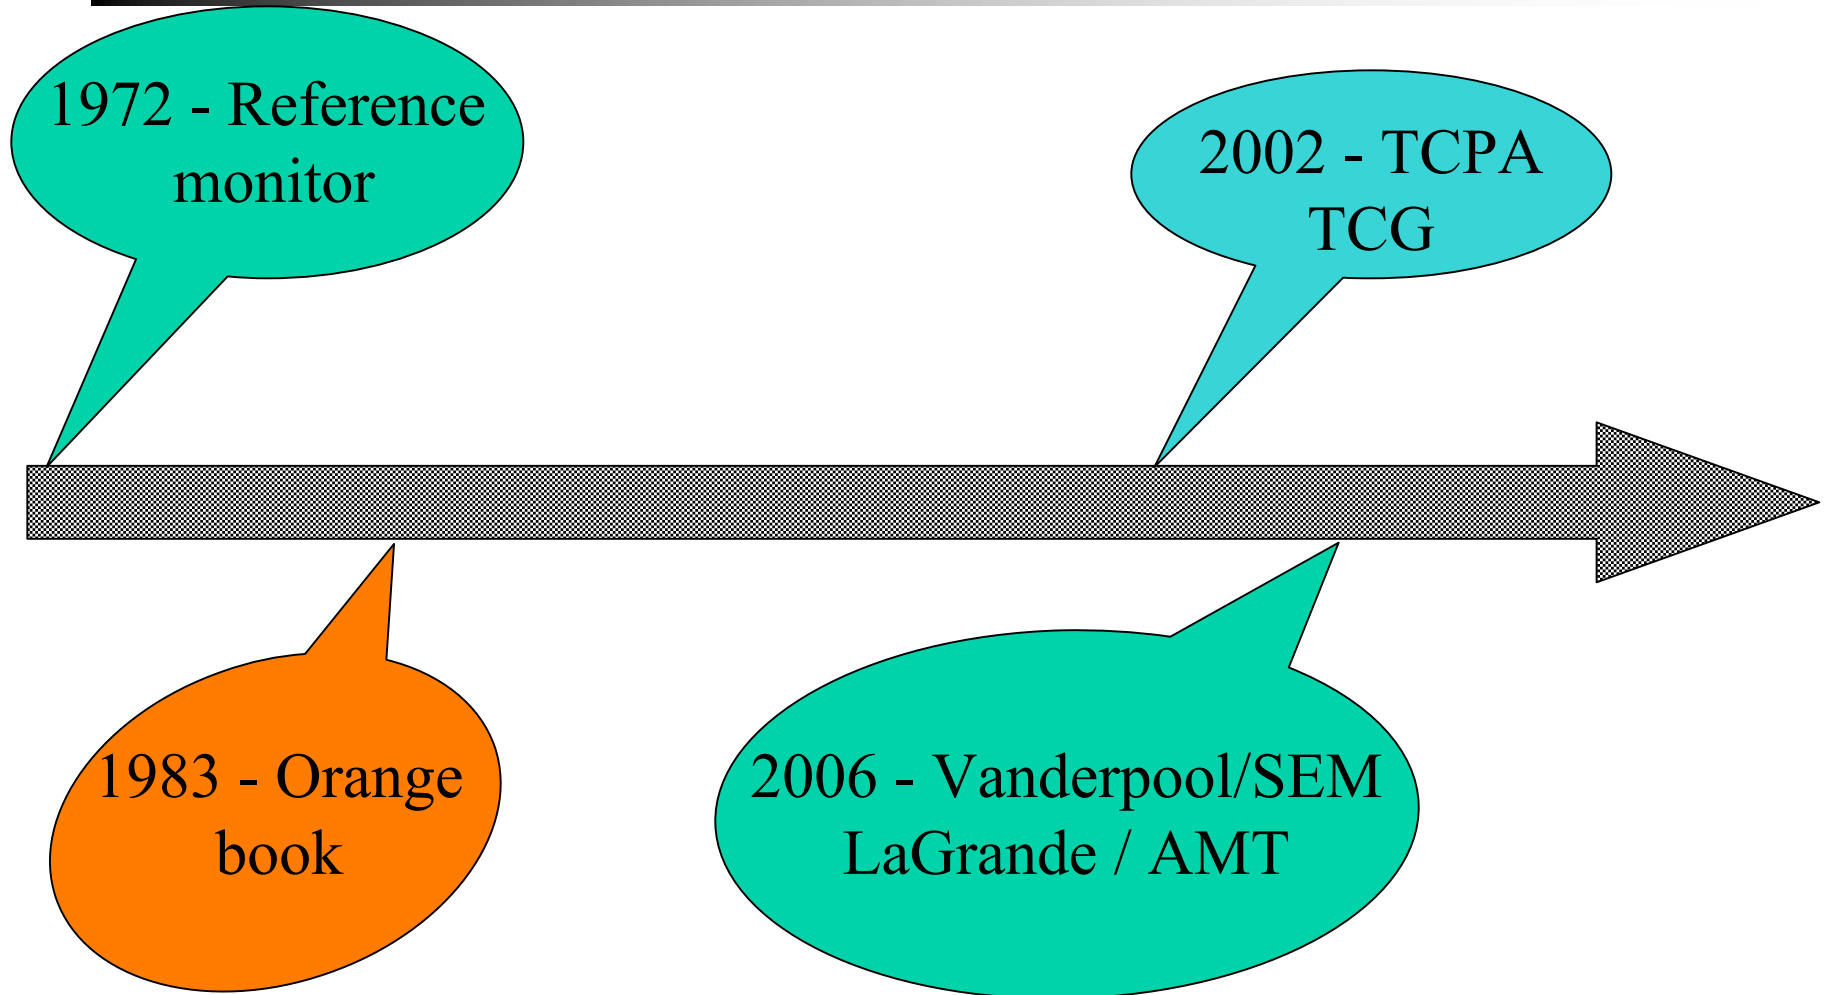 1972 - Reference
monitor
2002 - TCPA
TCG
1983 - Orange
book
2006 - Vanderpool/SEM
LaGrande / AMT